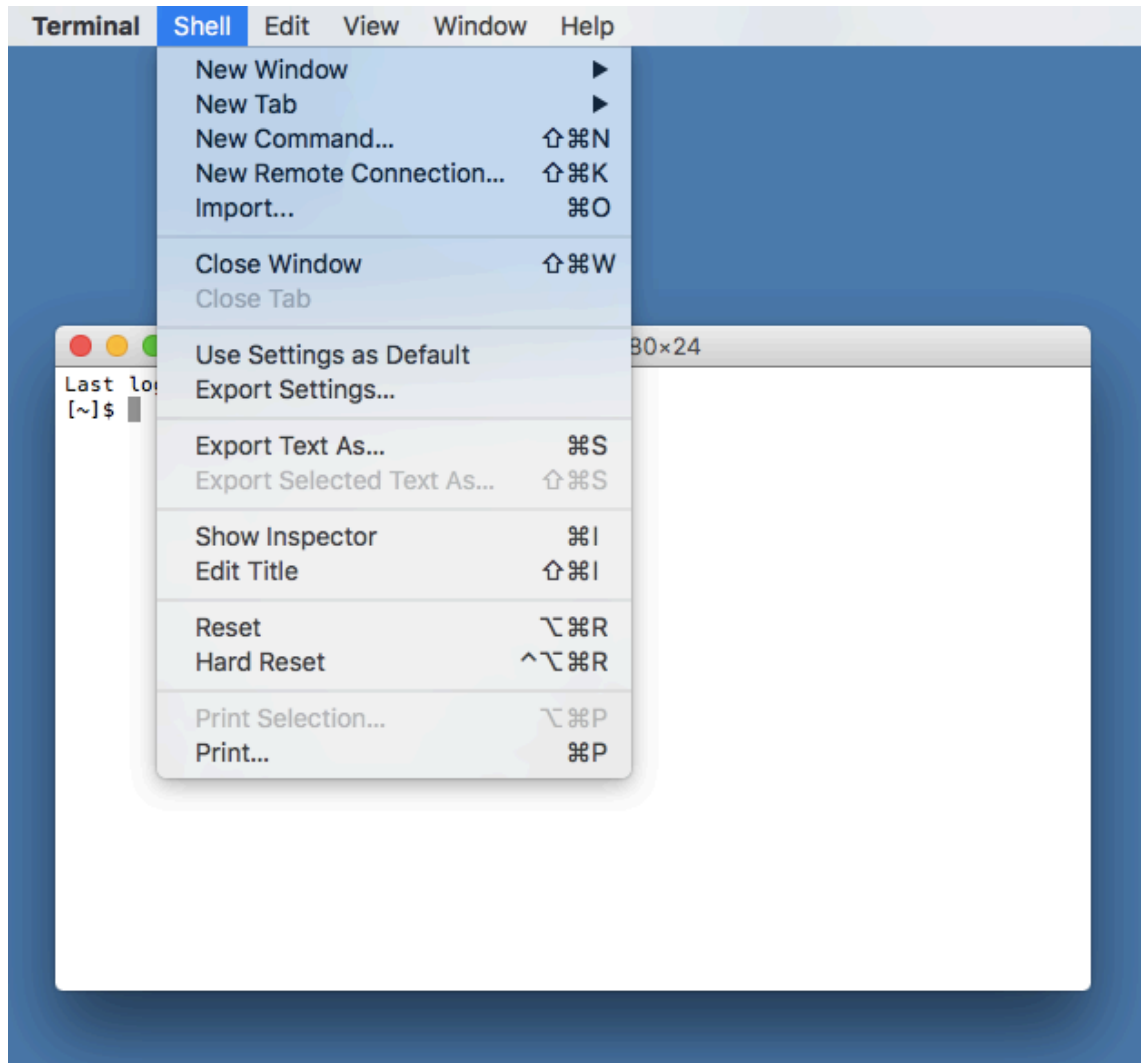 Terminal Shell Edit View Window Help
New Window ▶
New Tab ▶
New Command... ⇧⌘N
New Remote Connection... ⇧⌘K
Import... ⌘O
Close Window ⇧⌘W
Close Tab
80×24
Use Settings as Default
Last
Export Settings...
[~]$
Export Text As... ⌘S
Export Selected Text As... ⇧⌘S
Show Inspector ⌘I
Edit Title ⇧⌘I
Reset ⌥⌘R
Hard Reset ^⌥⌘R
Print Selection... ⌥⌘P
Print... ⌘P